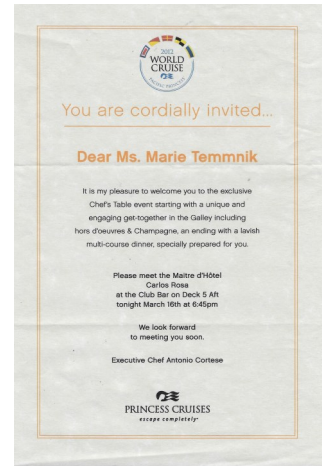 2012
WORLD
CRUISE
PACIFIC PRINCESS
You are cordially invited...
Dear Ms. Marie Temmnik
It is my pleasure to welcome you to the exclusive
Chef's Table event starting with a unique and
engaging get-together in the Galley including
hors d'oeuvres & Champagne, an ending with a lavish
multi-course dinner, specially prepared for you.
Please meet the Maitre d'Hôtel
Carlos Rosa
at the Club Bar on Deck 5 Aft
tonight March 16th at 6:45pm
We look forward
to meeting you soon.
Executive Chef Antonio Cortese
PRINCESS CRUISES
escape completely